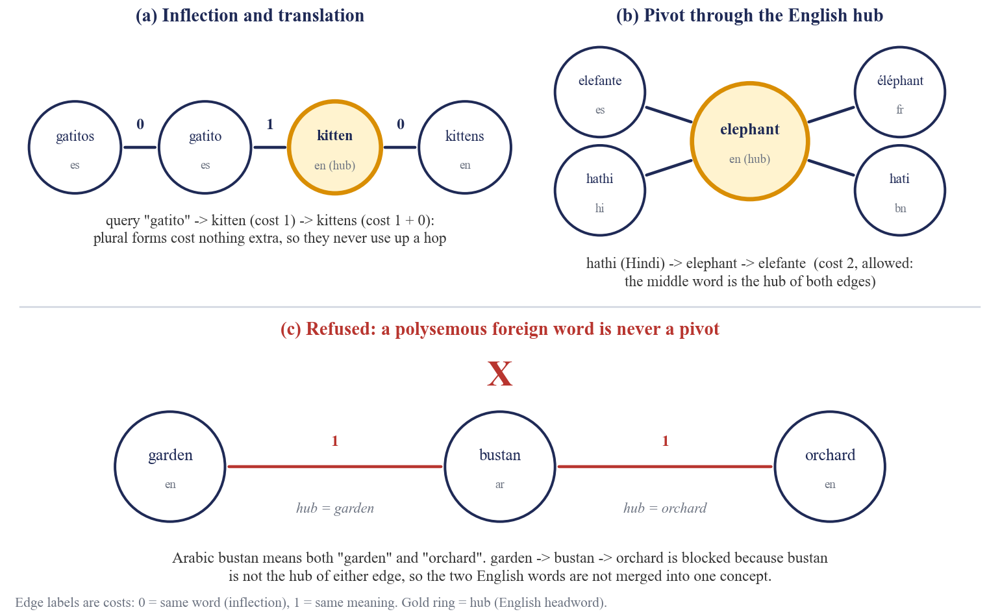 (a) Inflection and translation
0
1
0
gatitos
es
gatito
es
kitten
en (hub)
kittens
en
query "gatito" -> kitten (cost 1) -> kittens (cost 1 + 0):
plural forms cost nothing extra, so they never use up a hop
(b) Pivot through the English hub
elefante
es
éléphant
fr
elephant
en (hub)
hathi
hi
hati
bn
hathi (Hindi) -> elephant -> elefante  (cost 2, allowed:
the middle word is the hub of both edges)
(c) Refused: a polysemous foreign word is never a pivot
X
1
1
garden
en
bustan
ar
orchard
en
hub = garden
hub = orchard
Arabic bustan means both "garden" and "orchard". garden -> bustan -> orchard is blocked because bustan
is not the hub of either edge, so the two English words are not merged into one concept.
Edge labels are costs: 0 = same word (inflection), 1 = same meaning. Gold ring = hub (English headword).